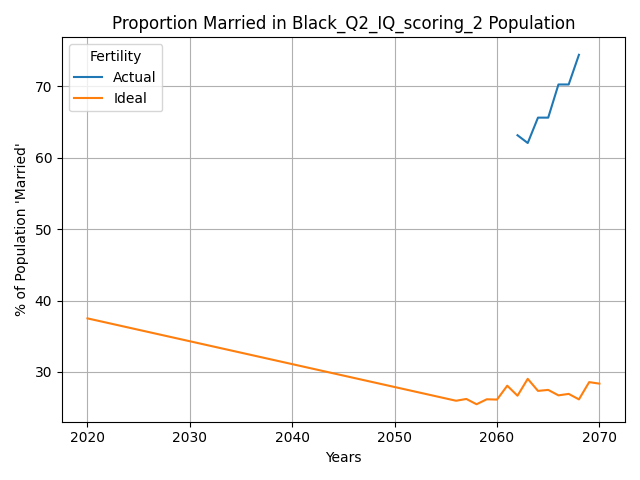 Proportion Married in Black_Q2_IQ_scoring_2 Population
Fertility
Actual
Ideal
% of Population 'Married'
70
60
50
40
30
2020 2030 2040 2050 2060 2070
Years